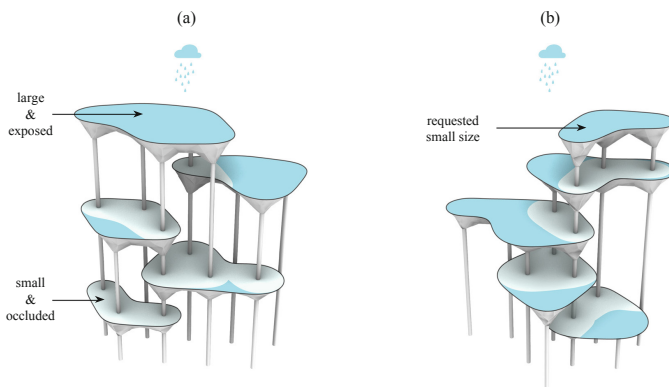 (a)
(b)
large
&
exposed
requested
small size
small
&
occluded